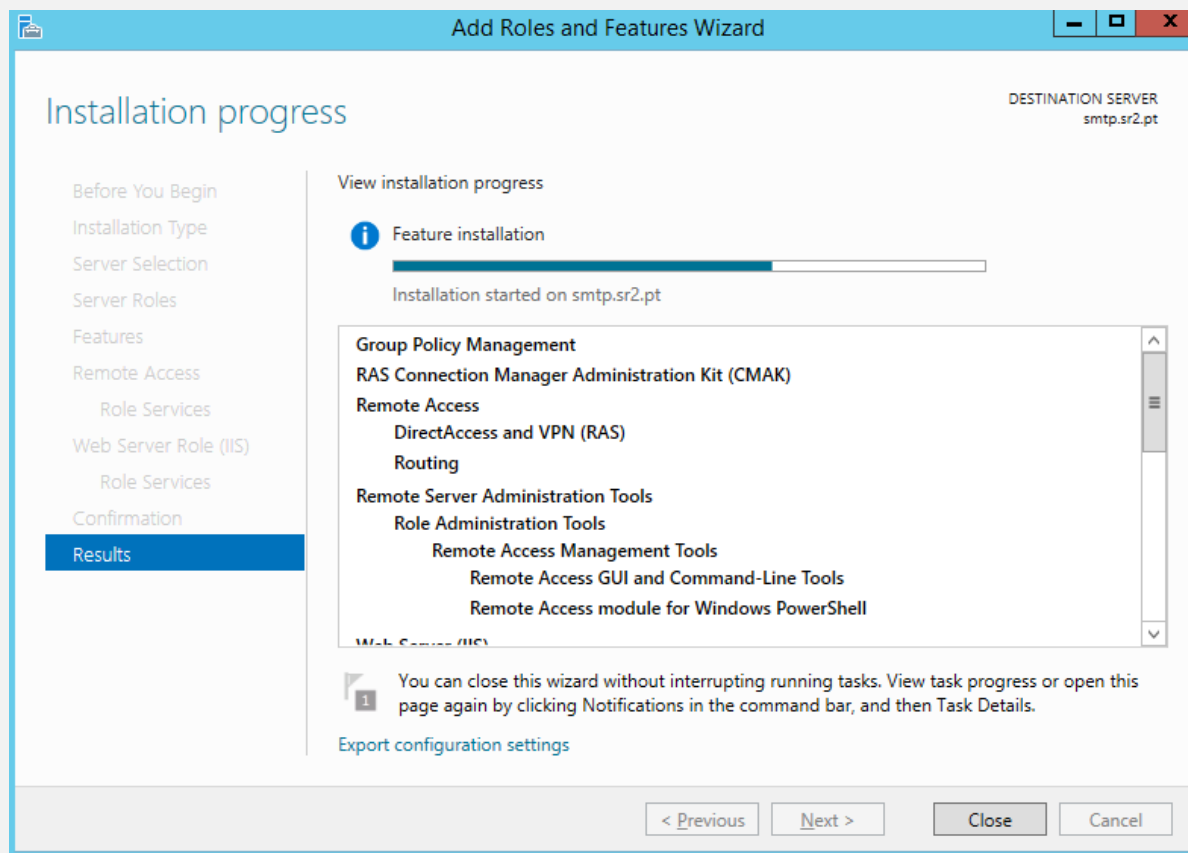 Add Roles and Features Wizard
Installation progress
DESTINATION SERVER
smtp.sr2.pt
Before You Begin
Installation Type
Server Selection
Server Roles
Features
Remote Access
Role Services
Web Server Role (IIS)
Role Services
Confirmation
Results
View installation progress
Feature installation
Installation started on smtp.sr2.pt
Group Policy Management
RAS Connection Manager Administration Kit (CMAK)
Remote Access
DirectAccess and VPN (RAS)
Routing
Remote Server Administration Tools
Role Administration Tools
Remote Access Management Tools
Remote Access GUI and Command-Line Tools
Remote Access module for Windows PowerShell
Web Server (IIS)
1
You can close this wizard without interrupting running tasks. View task progress or open this
page again by clicking Notifications in the command bar, and then Task Details.
Export configuration settings
< Previous
Next >
Close
Cancel